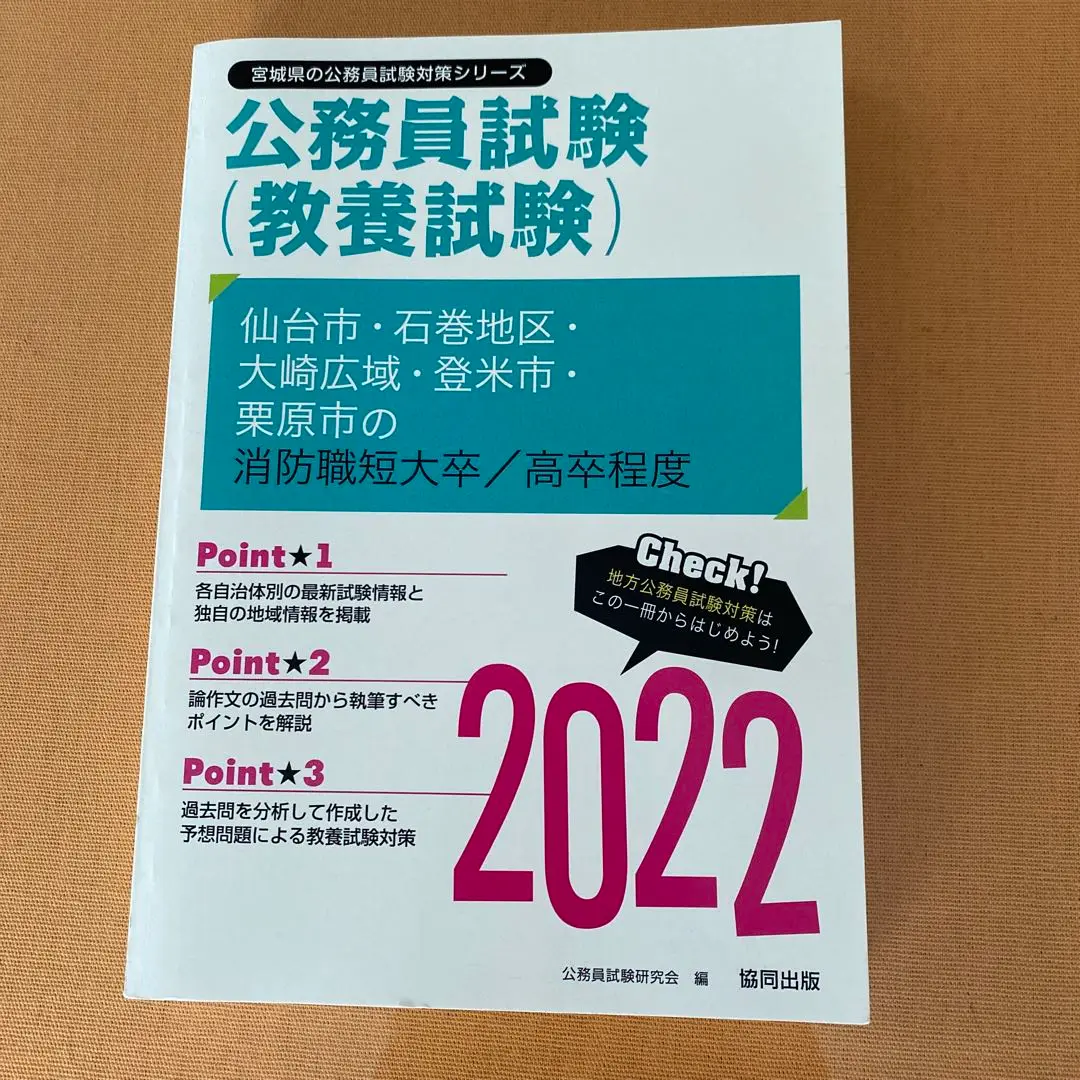 宮城県の公務員試験対策シリーズ
公務員試験
(教養試験)
仙台市・石巻地区・
大崎広域・登米市・
栗原市の
消防職短大卒／高卒程度
Point★1
各自治体別の最新試験情報と
独自の地域情報を掲載
Check!
地方公務員試験対策は
この一冊からはじめよう!
Point★2
論作文の過去問から執筆すべき
ポイントを解説
Point★3
過去問を分析して作成した
予想問題による教養試験対策
2022
公務員試験研究会 編 協同出版